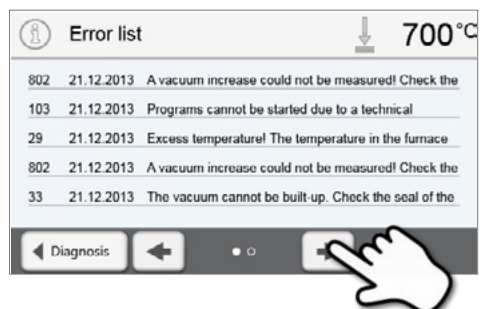 Error list 700°C
802 21.12.2013 A vacuum increase could not be measured! Check the
103 21.12.2013 Programs cannot be started due to a technical
29 21.12.2013 Excess temperature! The temperature in the furnace
802 21.12.2013 A vacuum increase could not be measured! Check the
33 21.12.2013 The vacuum cannot be built-up. Check the seal of the
Diagnosis